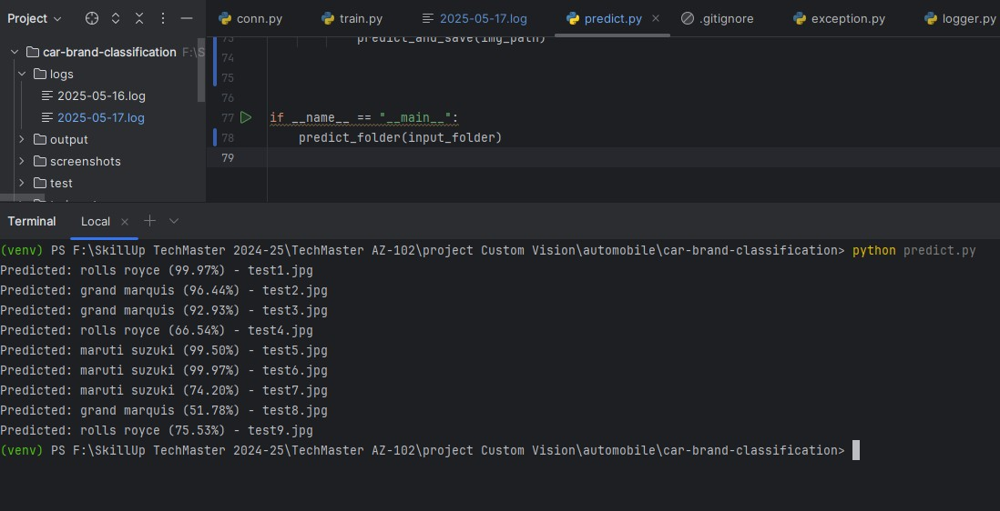 Project
conn.py train.py 2025-05-17.log predict.py .gitignore exception.py logger.py
car-brand-classification F:\S
logs
2025-05-16.log
2025-05-17.log
output
screenshots
test
73 predict_and_save(img_path)
74
75
76
77 if __name__ == "__main__":
78 predict_folder(input_folder)
79
Terminal Local
(venv) PS F:\SkillUp TechMaster 2024-25\TechMaster AZ-102\project Custom Vision\automobile\car-brand-classification> python predict.py
Predicted: rolls royce (99.97%) - test1.jpg
Predicted: grand marquis (96.44%) - test2.jpg
Predicted: grand marquis (92.93%) - test3.jpg
Predicted: rolls royce (66.54%) - test4.jpg
Predicted: maruti suzuki (99.50%) - test5.jpg
Predicted: maruti suzuki (99.97%) - test6.jpg
Predicted: maruti suzuki (74.20%) - test7.jpg
Predicted: grand marquis (51.78%) - test8.jpg
Predicted: rolls royce (75.53%) - test9.jpg
(venv) PS F:\SkillUp TechMaster 2024-25\TechMaster AZ-102\project Custom Vision\automobile\car-brand-classification>